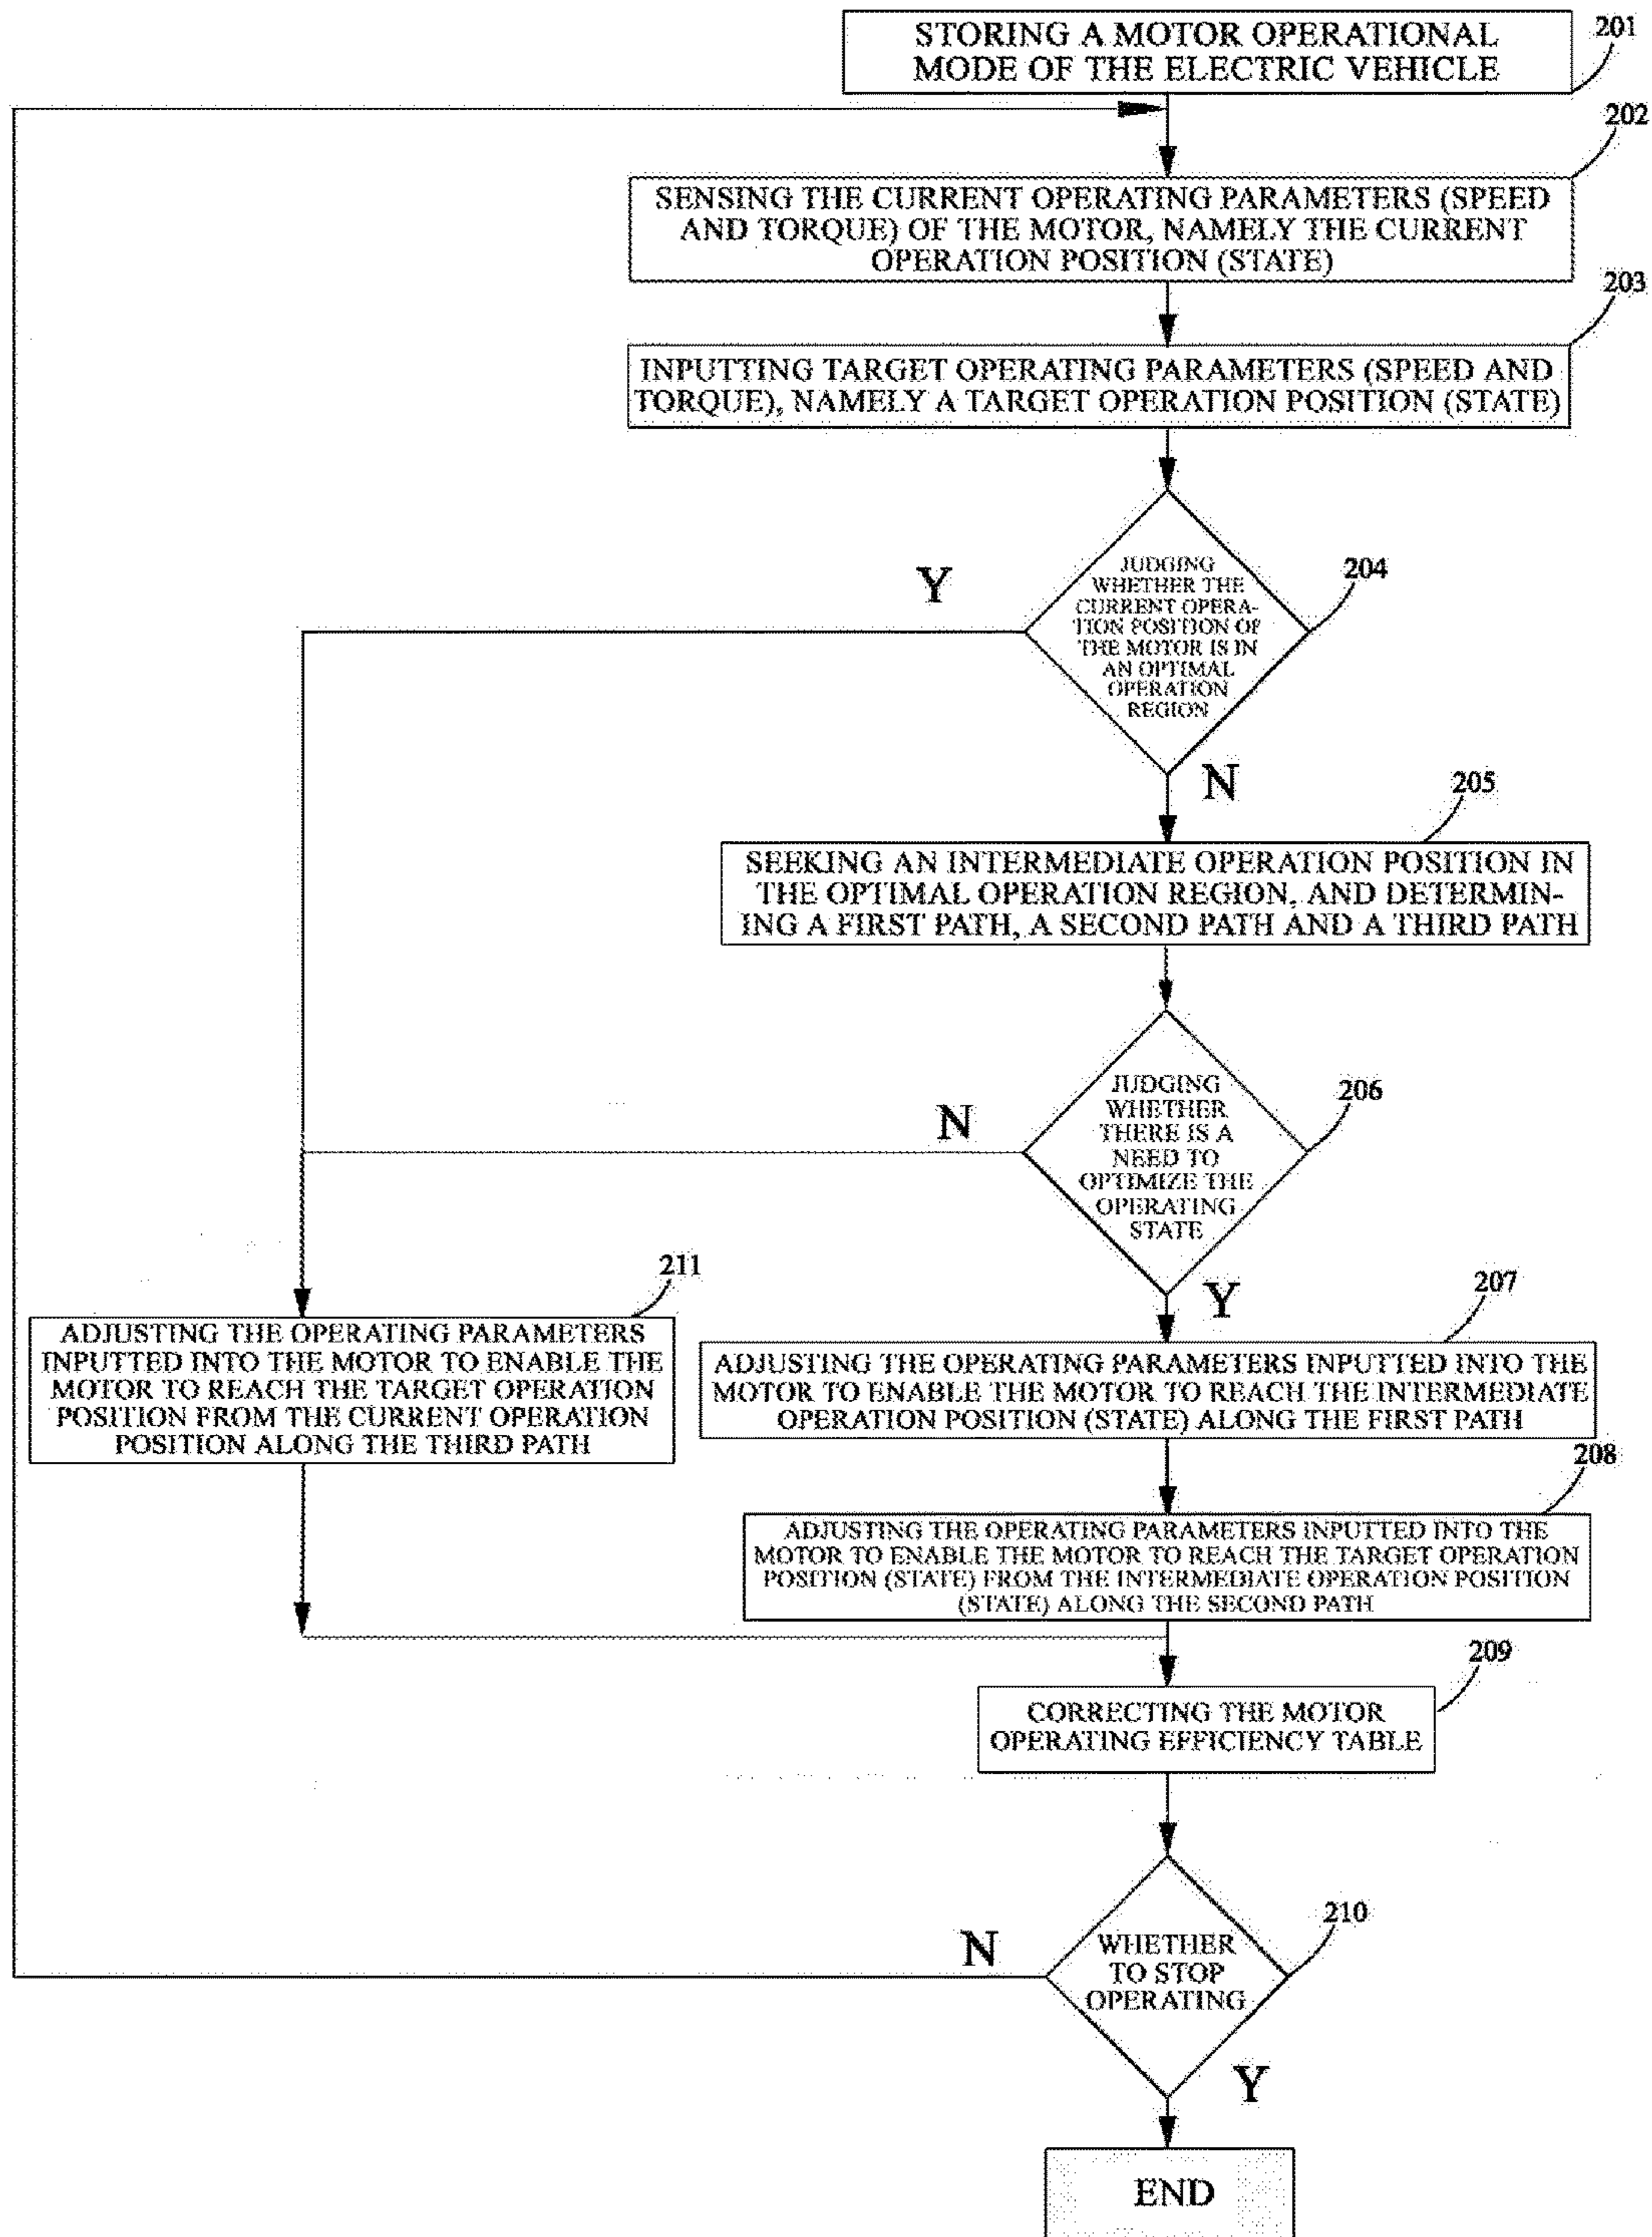 STORING A MOTOR OPERATIONAL
MODE OF THE ELECTRIC VEHICLE
201
202
SENSING THE CURRENT OPERATING PARAMETERS (SPEED
AND TORQUE) OF THE MOTOR, NAMELY THE CURRENT
OPERATION POSITION (STATE)
203
INPUTTING TARGET OPERATING PARAMETERS (SPEED AND
TORQUE), NAMELY A TARGET OPERATION POSITION (STATE)
Y
JUDGING
WHETHER THE
CURRENT OPERA-
TION POSITION OF
THE MOTOR IS IN
AN OPTIMAL
OPERATION
REGION
204
N
205
SEEKING AN INTERMEDIATE OPERATION POSITION IN
THE OPTIMAL OPERATION REGION, AND DETERMIN-
ING A FIRST PATH, A SECOND PATH AND A THIRD PATH
N
JUDGING
WHETHER
THERE IS A
NEED TO
OPTIMIZE THE
OPERATING
STATE
206
Y
211
ADJUSTING THE OPERATING PARAMETERS
INPUTTED INTO THE MOTOR TO ENABLE THE
MOTOR TO REACH THE TARGET OPERATION
POSITION FROM THE CURRENT OPERATION
POSITION ALONG THE THIRD PATH
207
ADJUSTING THE OPERATING PARAMETERS INPUTTED INTO THE
MOTOR TO ENABLE THE MOTOR TO REACH THE INTERMEDIATE
OPERATION POSITION (STATE) ALONG THE FIRST PATH
208
ADJUSTING THE OPERATING PARAMETERS INPUTTED INTO THE
MOTOR TO ENABLE THE MOTOR TO REACH THE TARGET OPERATION
POSITION (STATE) FROM THE INTERMEDIATE OPERATION POSITION
(STATE) ALONG THE SECOND PATH
209
CORRECTING THE MOTOR
OPERATING EFFICIENCY TABLE
N
WHETHER
TO STOP
OPERATING
210
Y
END